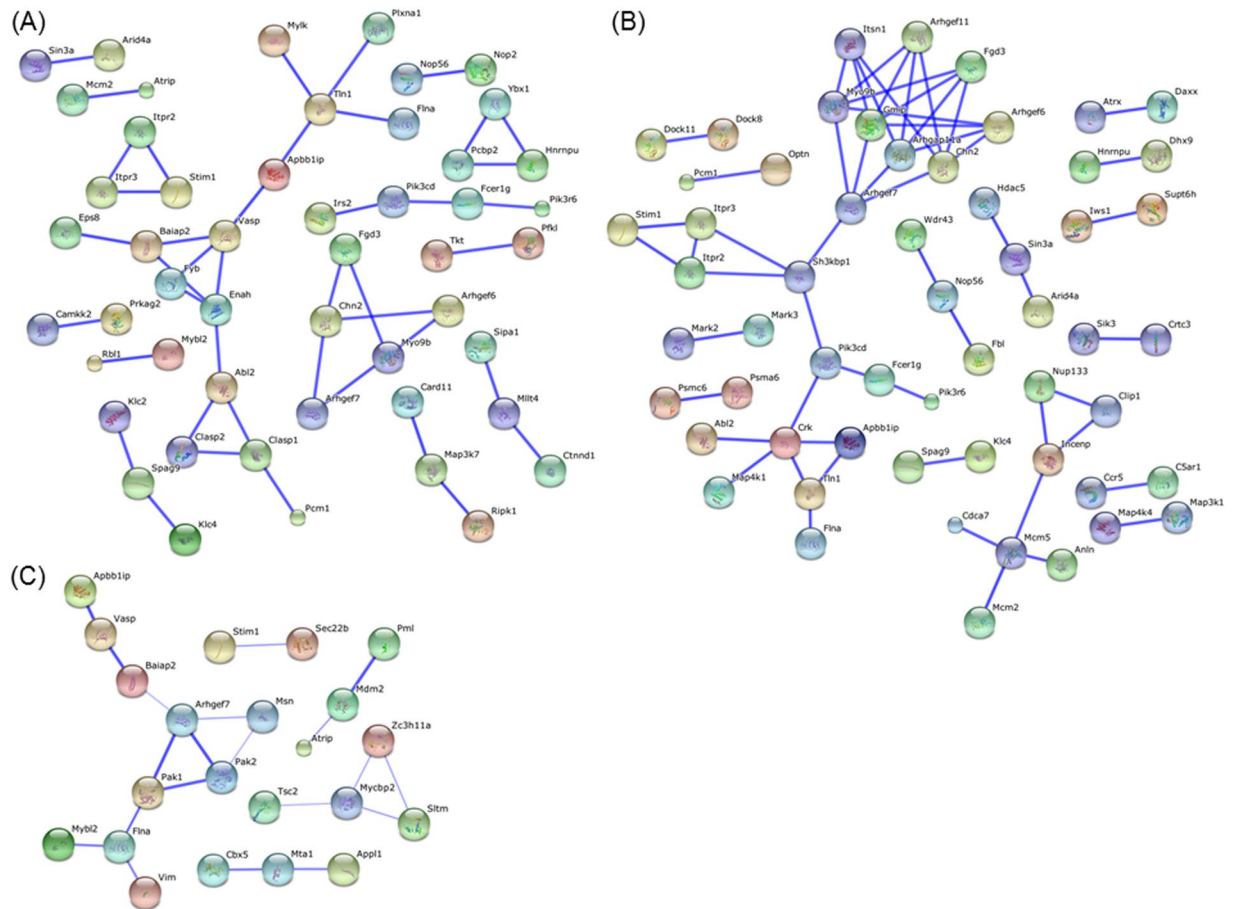 (A)
Sin3a
Arid4a
Mcm2
Atrip
Mylk
Plxna1
Tln1
Flna
Nop56
Nop2
Ybx1
Pcbp2
Hnrnpu
Itpr2
Itpr3
Stim1
Apbb1ip
Irs2
Pik3cd
Fcer1g
Pik3r6
Eps8
Baiap2
Vasp
Fyb
Enah
Fgd3
Tkt
Pfkl
Camkk2
Prkag2
Rbl1
Mybl2
Chn2
Arhgef6
Myo9b
Arhgef7
Sipa1
Mllt4
Ctnnd1
Abl2
Clasp2
Clasp1
Pcm1
Klc2
Spag9
Klc4
Card11
Map3k7
Ripk1
(B)
Itsn1
Arhgef11
Fgd3
Myo9b
Gmip
Arhgef6
Arhgap11a
Chn2
Arhgef7
Dock11
Dock8
Pcm1
Optn
Atrx
Daxx
Hnrnpu
Dhx9
Iws1
Supt6h
Stim1
Itpr3
Itpr2
Sh3kbp1
Wdr43
Nop56
Fbl
Hdac5
Sin3a
Arid4a
Mark2
Mark3
Sik3
Crtc3
Pik3cd
Fcer1g
Pik3r6
Psmc6
Psma6
Abl2
Crk
Apbb1ip
Map4k1
Tln1
Flna
Spag9
Klc4
Nup133
Clip1
Incenp
Ccr5
C5ar1
Map4k4
Map3k1
Cdca7
Mcm5
Anln
Mcm2
(C)
Apbb1ip
Vasp
Baiap2
Stim1
Sec22b
Pml
Mdm2
Atrip
Arhgef7
Msn
Pak2
Pak1
Zc3h11a
Tsc2
Mycbp2
Sltm
Mybl2
Flna
Vim
Cbx5
Mta1
Appl1